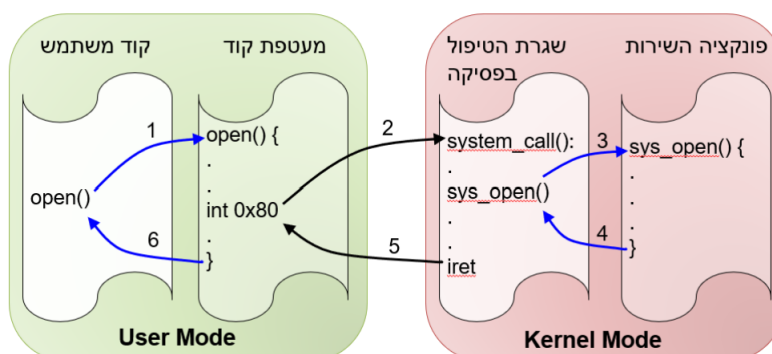 קוד משתמש
מעטפת קוד
שגרת הטיפול
בפסיקה
פונקציה השירות
open()
1
open() {
.
.
int 0x80
.
}
6
2
5
system_call():
.
sys_open()
.
.
iret
3
sys_open() {
.
.
.
}
4
User Mode
Kernel Mode